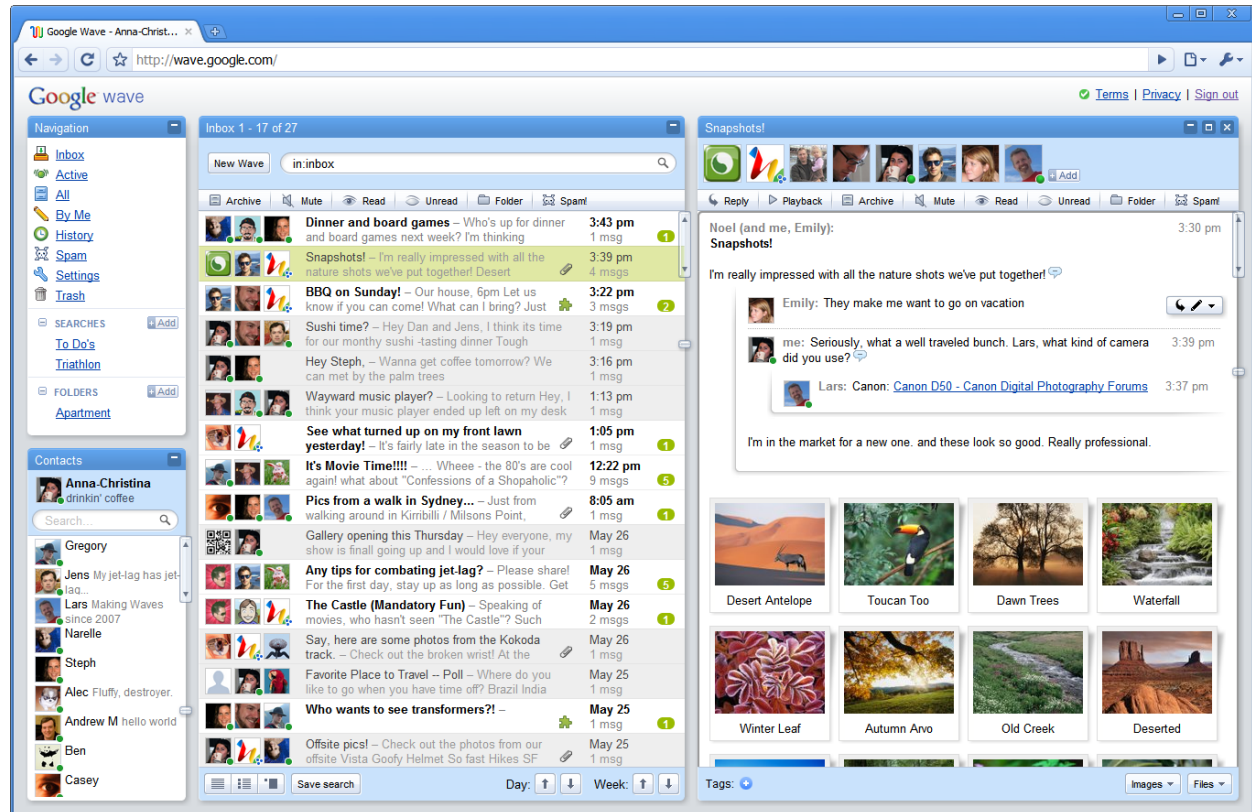 Google Wave - Anna-Christ...
http://wave.google.com/
Google wave
Terms | Privacy | Sign out
Navigation
Inbox
Active
All
By Me
History
Spam
Settings
Trash
SEARCHES
Add
To Do's
Triathlon
FOLDERS
Add
Apartment
Contacts
Anna-Christina
drinkin' coffee
Search...
Gregory
Jens My jet-lag has jet-
lag...
Lars Making Waves
since 2007
Narelle
Steph
Alec Fluffy, destroyer.
Andrew M hello world
Ben
Casey
Inbox 1 - 17 of 27
New Wave
in:inbox
Archive Mute Read Unread Folder Spam!
Dinner and board games – Who's up for dinner 3:43 pm
and board games next week? I'm thinking 1 msg 1
Snapshots! – I'm really impressed with all the 3:39 pm
nature shots we've put together! Desert 4 msgs
BBQ on Sunday! – Our house, 6pm Let us 3:22 pm
know if you can come! What can I bring? Just 3 msgs 2
Sushi time? – Hey Dan and Jens, I think its time 3:19 pm
for our monthy sushi -tasting dinner Tough 1 msg
Hey Steph, – Wanna get coffee tomorrow? We 3:16 pm
can met by the palm trees 1 msg
Wayward music player? – Looking to return Hey, I 1:13 pm
think your music player ended up left on my desk 1 msg
See what turned up on my front lawn 1:05 pm
yesterday! – It's fairly late in the season to be 1 msg 1
It's Movie Time!!!! – ... Wheee - the 80's are cool 12:22 pm
again! what about "Confessions of a Shopaholic"? 9 msgs 5
Pics from a walk in Sydney... – Just from 8:05 am
walking around in Kirribilli / Milsons Point, 1 msg 1
Gallery opening this Thursday – Hey everyone, my May 26
show is finall going up and I would love if your 1 msg
Any tips for combating jet-lag? – Please share! May 26
For the first day, stay up as long as possible. Get 5 msgs 5
The Castle (Mandatory Fun) – Speaking of May 26
movies, who hasn't seen "The Castle"? Such 2 msgs 1
Say, here are some photos from the Kokoda May 26
track. – Check out the broken wrist! At the 1 msg
Favorite Place to Travel -- Poll – Where do you May 26
like to go when you have time off? Brazil India 1 msg
Who wants to see transformers?! – May 25
1 msg 1
Offsite pics! – Check out the photos from our May 25
offsite Vista Goofy Helmet So fast Hikes SF 1 msg
Save search
Day:
Week:
Snapshots!
Add
Reply Playback Archive Mute Read Unread Folder Spam!
Noel (and me, Emily): 3:30 pm
Snapshots!
I'm really impressed with all the nature shots we've put together!
Emily: They make me want to go on vacation
me: Seriously, what a well traveled bunch. Lars, what kind of camera 3:39 pm
did you use?
Lars: Canon: Canon D50 - Canon Digital Photography Forums 3:37 pm
I'm in the market for a new one. and these look so good. Really professional.
Desert Antelope
Toucan Too
Dawn Trees
Waterfall
Winter Leaf
Autumn Arvo
Old Creek
Deserted
Tags:
Images
Files